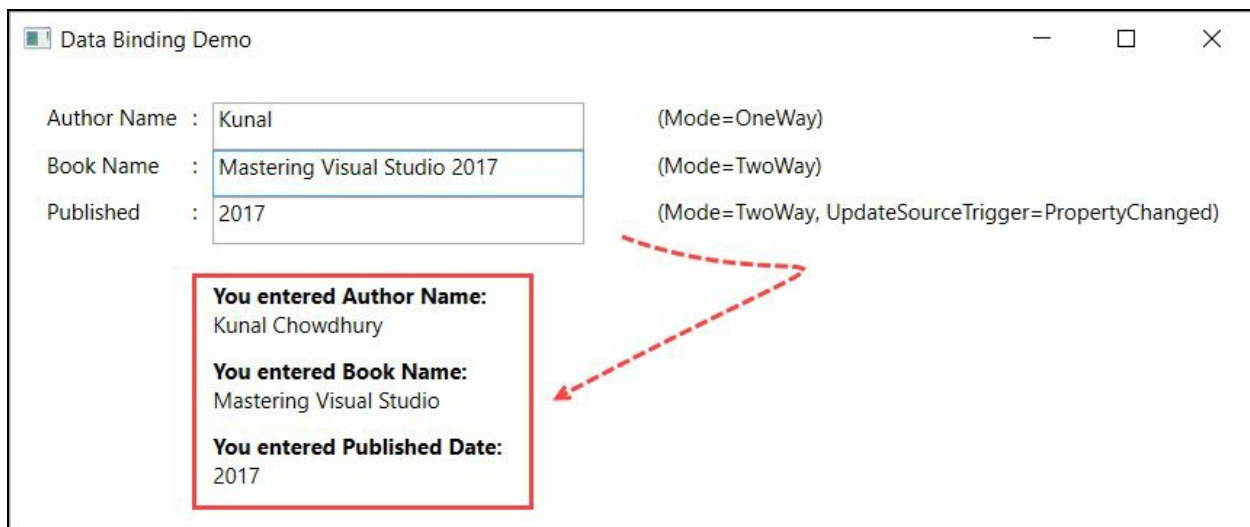 Data Binding Demo
Author Name : Kunal (Mode=OneWay)
Book Name : Mastering Visual Studio 2017 (Mode=TwoWay)
Published : 2017 (Mode=TwoWay, UpdateSourceTrigger=PropertyChanged)
You entered Author Name:
Kunal Chowdhury
You entered Book Name:
Mastering Visual Studio
You entered Published Date:
2017